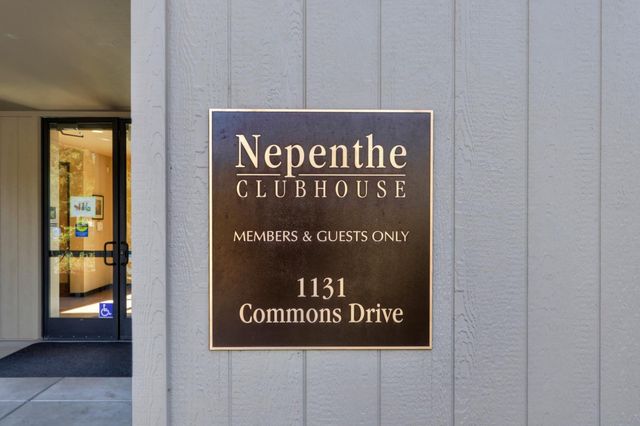 Nepenthe
CLUBHOUSE
MEMBERS & GUESTS ONLY
1131
Commons Drive